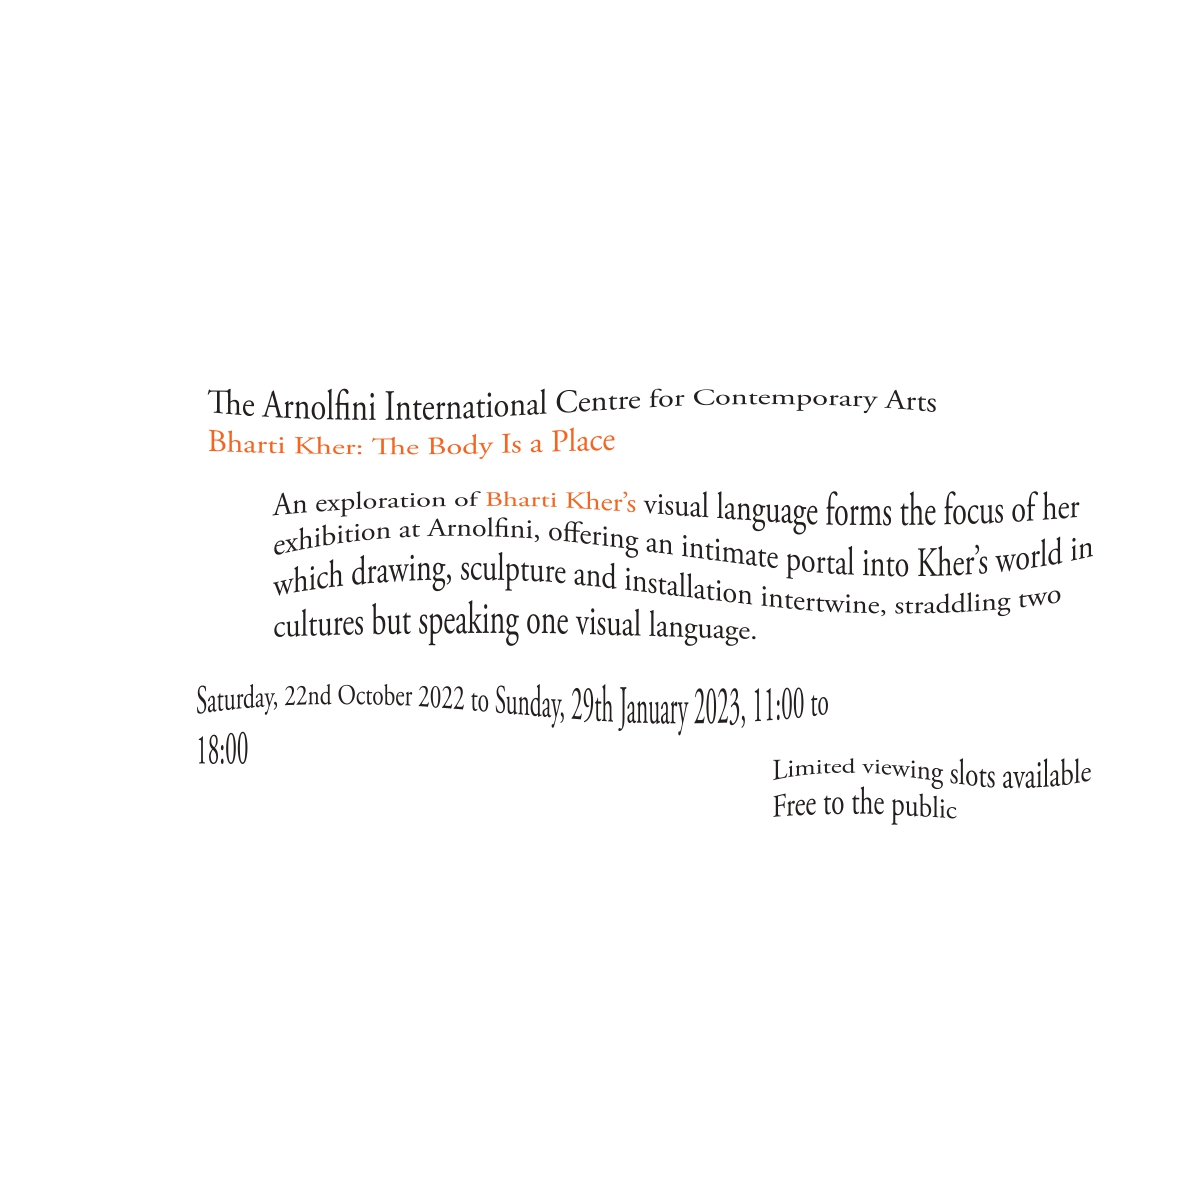 The Arnolfini International Centre for Contemporary Arts
Bharti Kher: The Body Is a Place
An exploration of Bharti Kher’s visual language forms the focus of her
exhibition at Arnolfini, offering an intimate portal into Kher’s world in
which drawing, sculpture and installation intertwine, straddling two
cultures but speaking one visual language.
Saturday, 22nd October 2022 to Sunday, 29th January 2023, 11:00 to
18:00
Limited viewing slots available
Free to the public